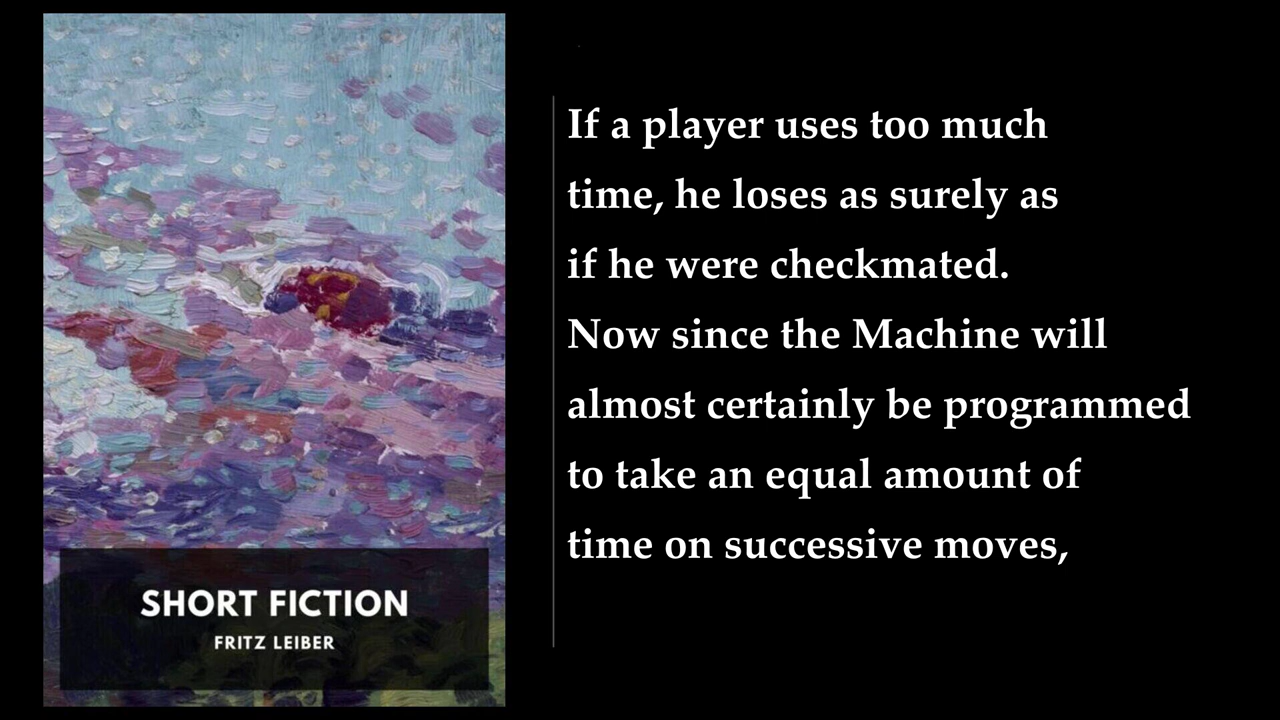 SHORT FICTION
FRITZ LEIBER
If a player uses too much
time, he loses as surely as
if he were checkmated.
Now since the Machine will
almost certainly be programmed
to take an equal amount of
time on successive moves,